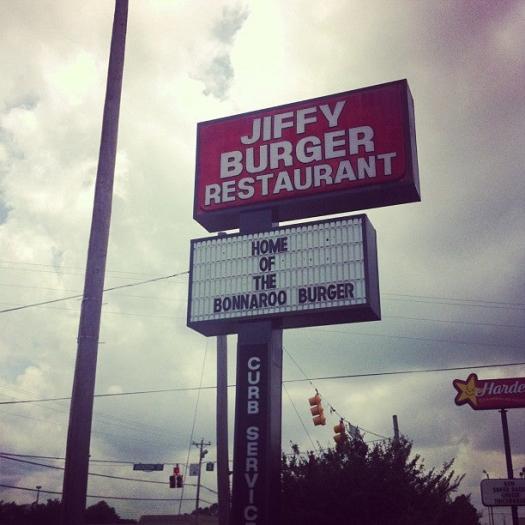 JIFFY
BURGER
RESTAURANT
HOME
OF
THE
BONNAROO BURGER
CURB SERVIC
Harde